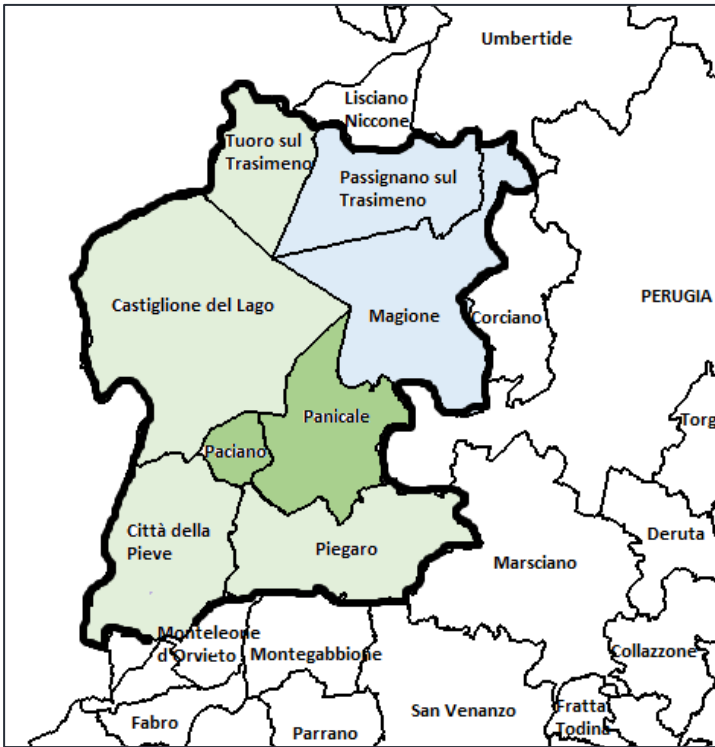 Umbertide
Lisciano
Niccone
Tuoro sul
Trasimeno
Passignano sul
Trasimeno
Castiglione del Lago
Magione
Corciano
PERUGIA
Panicale
Paciano
Torg
Città della
Pieve
Piegaro
Marsciano
Deruta
Monteleone
d'Orvieto
Montegabbione
Collazzone
Fabro
Parrano
San Venanzo
Fratta
Todina